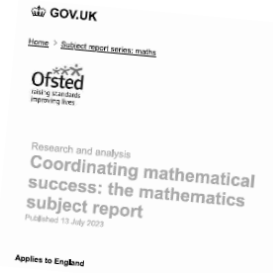 GOV.UK
Home > Subject report series: maths
Ofsted
raising standards
improving lives
Research and analysis
Coordinating mathematical
success: the mathematics
subject report
Published 13 July 2023
Applies to England